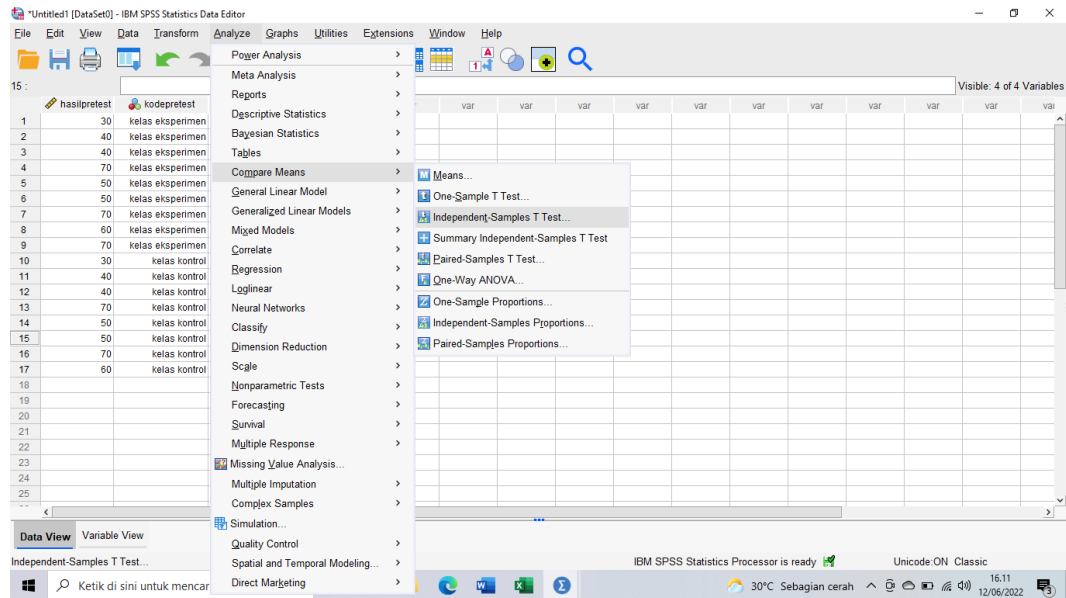 *Untitled1 [DataSet0] - IBM SPSS Statistics Data Editor
File Edit View Data Transform Analyze Graphs Utilities Extensions Window Help
15 :
Visible: 4 of 4 Variables
hasilpretest kodepretest var var var var var var var var var var
1 30 kelas eksperimen
2 40 kelas eksperimen
3 40 kelas eksperimen
4 70 kelas eksperimen
5 50 kelas eksperimen
6 50 kelas eksperimen
7 70 kelas eksperimen
8 60 kelas eksperimen
9 70 kelas eksperimen
10 30 kelas kontrol
11 40 kelas kontrol
12 40 kelas kontrol
13 70 kelas kontrol
14 50 kelas kontrol
15 50 kelas kontrol
16 70 kelas kontrol
17 60 kelas kontrol
18
19
20
21
22
23
24
25
Power Analysis
Meta Analysis
Reports
Descriptive Statistics
Bayesian Statistics
Tables
Compare Means
General Linear Model
Generalized Linear Models
Mixed Models
Correlate
Regression
Loglinear
Neural Networks
Classify
Dimension Reduction
Scale
Nonparametric Tests
Forecasting
Survival
Multiple Response
Missing Value Analysis...
Multiple Imputation
Complex Samples
Simulation...
Quality Control
Spatial and Temporal Modeling...
Direct Marketing
Means...
One-Sample T Test...
Independent-Samples T Test...
Summary Independent-Samples T Test
Paired-Samples T Test...
One-Way ANOVA...
One-Sample Proportions...
Independent-Samples Proportions...
Paired-Samples Proportions...
Data View Variable View
Independent-Samples T Test...
IBM SPSS Statistics Processor is ready
Unicode:ON Classic
Ketik di sini untuk mencar
30°C Sebagian cerah
16.11
12/06/2022